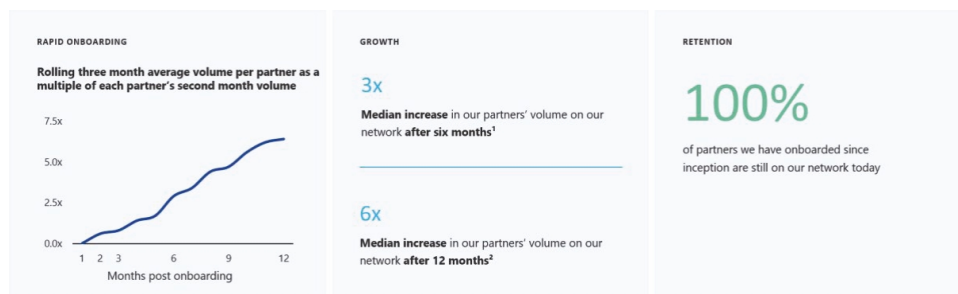 RAPID ONBOARDING
Rolling three month average volume per partner as a
multiple of each partner's second month volume
7.5x
5.0x
2.5x
0.0x
1 2 3 6 9 12
Months post onboarding
GROWTH
3x
Median increase in our partners' volume on our
network after six months¹
6x
Median increase in our partners' volume on our
network after 12 months²
RETENTION
100%
of partners we have onboarded since
inception are still on our network today